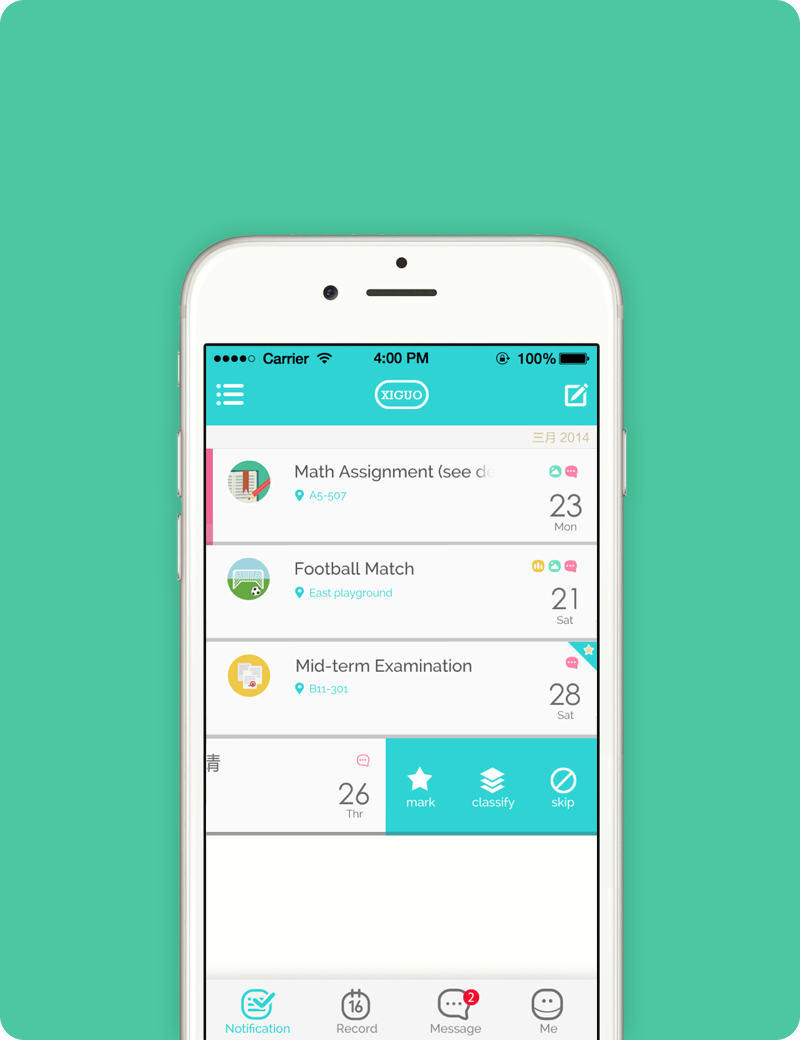 Carrier
4:00 PM
100%
XIGUO
三月 2014
Math Assignment (see de
A5-507
23
Mon
Football Match
East playground
21
Sat
Mid-term Examination
B11-301
28
Sat
请
26
Thr
mark
classify
skip
16
2
Notification
Record
Message
Me